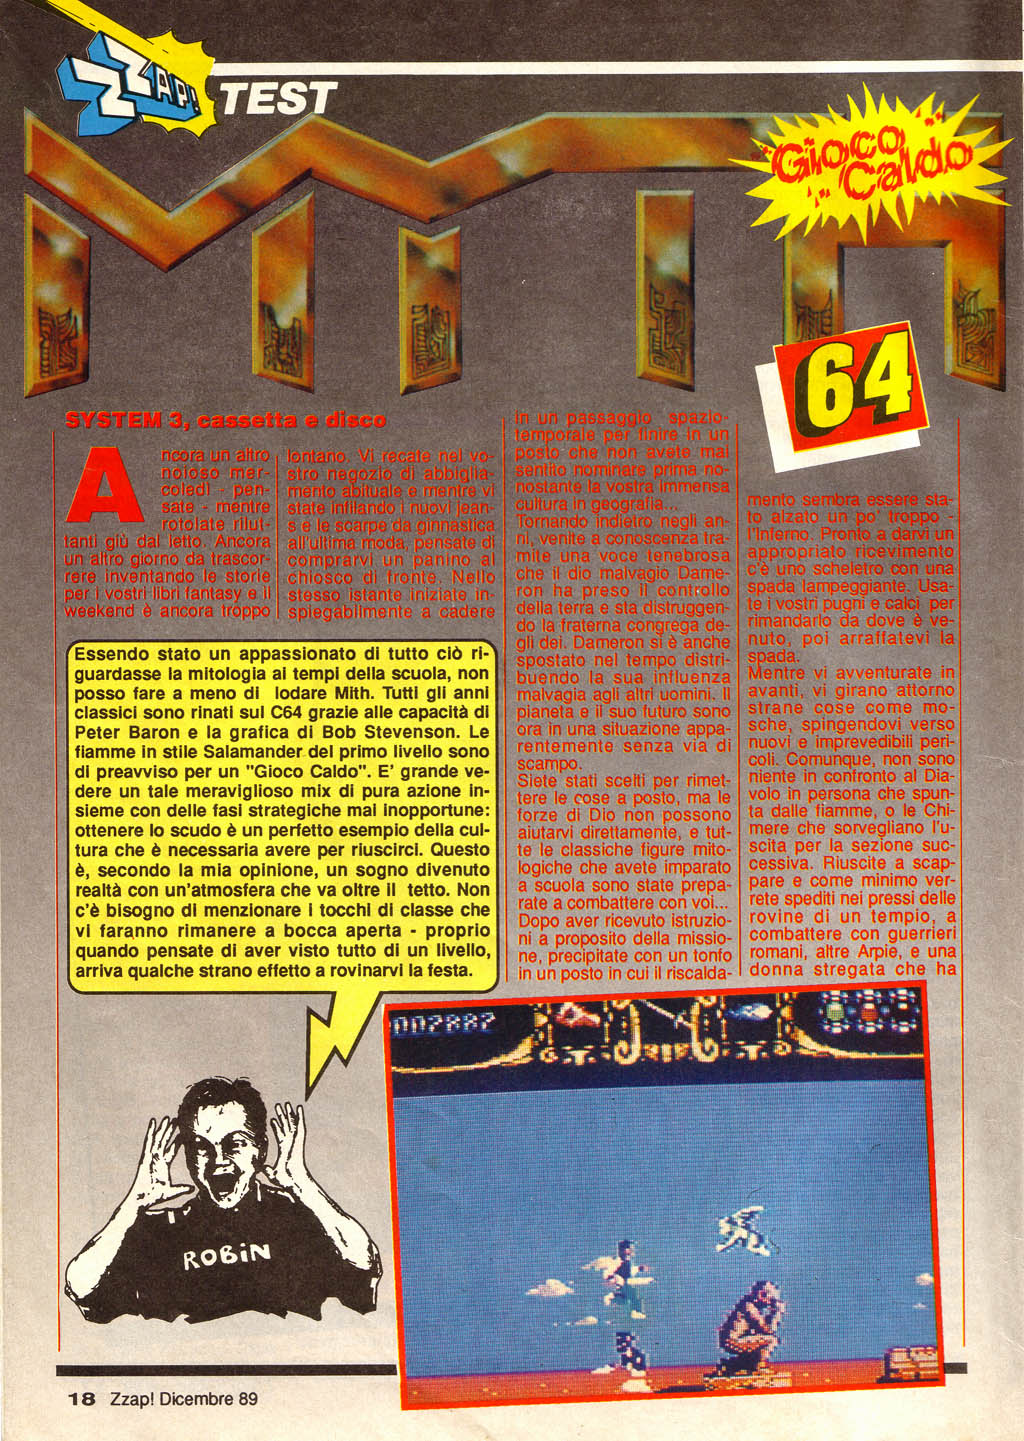 ZZAP!
TEST
MYTH
Gioco
Caldo
64
SYSTEM 3, cassetta e disco
Ancora un altro
noioso mer-
coledì - pen-
sate - mentre
rotolate rilut-
tanti giù dal letto. Ancora
un altro giorno da trascor-
rere inventando le storie
per i vostri libri fantasy e il
weekend è ancora troppo
lontano. Vi recate nel vo-
stro negozio di abbiglia-
mento abituale e mentre vi
state infilando i nuovi jean-
s e le scarpe da ginnastica
all'ultima moda, pensate di
comprarvi un panino al
chiosco di fronte. Nello
stesso istante iniziate in-
spiegabilmente a cadere
in un passaggio spazio-
temporale per finire in un
posto che non avete mai
sentito nominare prima no-
nostante la vostra immensa
cultura in geografia...
Tornando indietro negli an-
ni, venite a conoscenza tra-
mite una voce tenebrosa
che il dio malvagio Dame-
ron ha preso il controllo
della terra e sta distruggen-
do la fraterna congrega de-
gli dei. Dameron si è anche
spostato nel tempo distri-
buendo la sua influenza
malvagia agli altri uomini. Il
pianeta e il suo futuro sono
ora in una situazione appa-
rentemente senza via di
scampo.
Siete stati scelti per rimet-
tere le cose a posto, ma le
forze di Dio non possono
aiutarvi direttamente, e tut-
te le classiche figure mito-
logiche che avete imparato
a scuola sono state prepa-
rate a combattere con voi...
Dopo aver ricevuto istruzio-
ni a proposito della missio-
ne, precipitate con un tonfo
in un posto in cui il riscalda-
mento sembra essere sta-
to alzato un po' troppo -
l'Inferno. Pronto a darvi un
appropriato ricevimento
c'è uno scheletro con una
spada lampeggiante. Usa-
te i vostri pugni e calci per
rimandarlo da dove è ve-
nuto, poi arraffatevi la
spada.
Mentre vi avventurate in
avanti, vi girano attorno
strane cose come mo-
sche, spingendovi verso
nuovi e imprevedibili peri-
coli. Comunque, non sono
niente in confronto al Dia-
volo in persona che spun-
ta dalle fiamme, o le Chi-
mere che sorvegliano l'u-
scita per la sezione suc-
cessiva. Riuscite a scap-
pare e come minimo ver-
rete spediti nei pressi delle
rovine di un tempio, a
combattere con guerrieri
romani, altre Arpie, e una
donna stregata che ha
Essendo stato un appassionato di tutto ciò ri-
guardasse la mitologia ai tempi della scuola, non
posso fare a meno di lodare Mith. Tutti gli anni
classici sono rinati sul C64 grazie alle capacità di
Peter Baron e la grafica di Bob Stevenson. Le
fiamme in stile Salamander del primo livello sono
di preavviso per un "Gioco Caldo". E' grande ve-
dere un tale meraviglioso mix di pura azione in-
sieme con delle fasi strategiche mai inopportune:
ottenere lo scudo è un perfetto esempio della cul-
tura che è necessaria avere per riuscirci. Questo
è, secondo la mia opinione, un sogno divenuto
realtà con un'atmosfera che va oltre il tetto. Non
c'è bisogno di menzionare i tocchi di classe che
vi faranno rimanere a bocca aperta - proprio
quando pensate di aver visto tutto di un livello,
arriva qualche strano effetto a rovinarvi la festa.
ROBiN
002882
18 Zzap! Dicembre 89